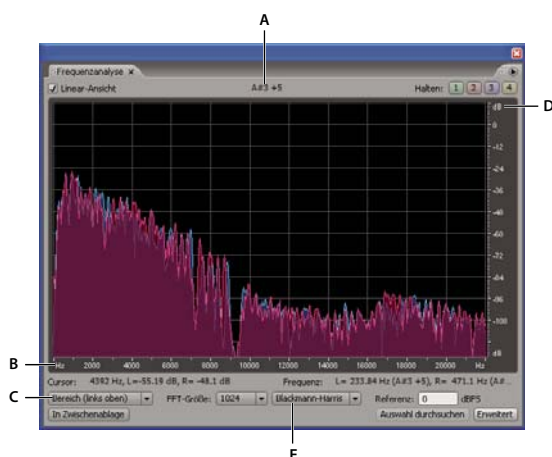 A
Frequenzanalyse ×
Linear-Ansicht A#3 +5 Halten: 1 2 3 4
dB
D
0
-12
-24
-36
-48
-60
-72
-84
-96
-108
dB
B
Hz 2000 4000 6000 8000 10000 12000 14000 16000 18000 20000 Hz
Cursor: 4392 Hz, L=-55.19 dB, R= -48.1 dB Frequenz: L= 233.84 Hz (A#3 +5), R= 471.1 Hz (A#...
C
Bereich (links oben) FFT-Größe: 1024 Blackmann-Harris Referenz: 0 dBFS
In Zwischenablage Auswahl durchsuchen Erweitert